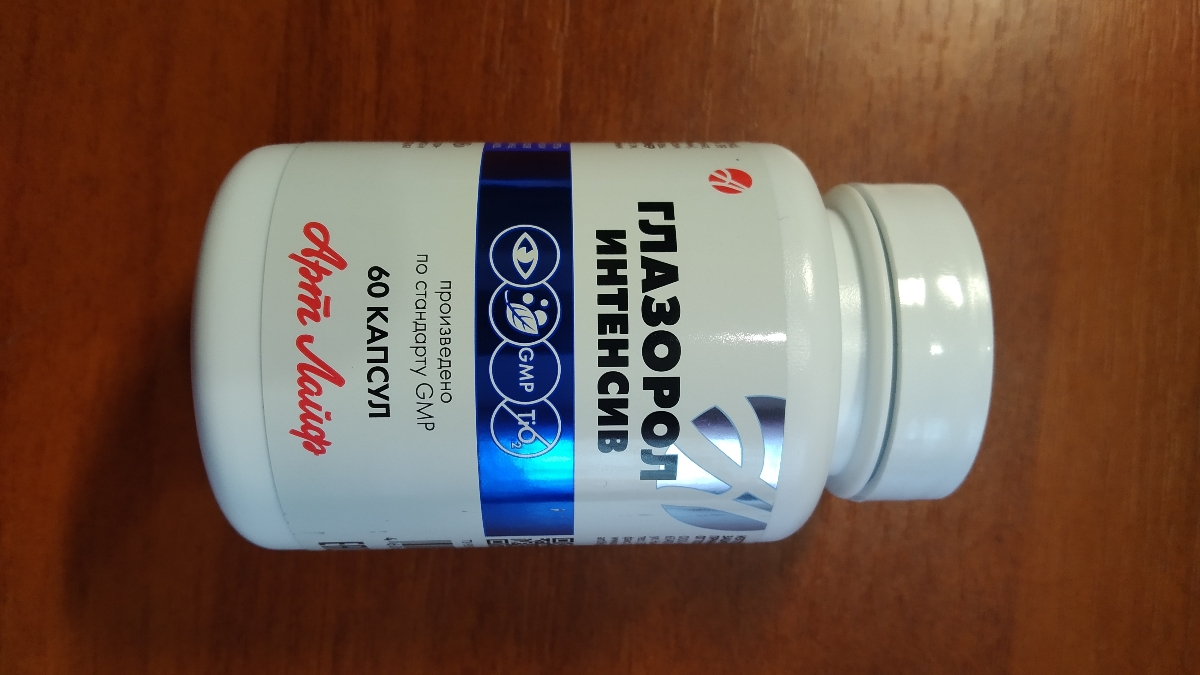 ГЛАЗОРОЛ
ИНТЕНСИВ
GMP
TiO2
произведено
по стандарту GMP
60 КАПСУЛ
Арт Лайф